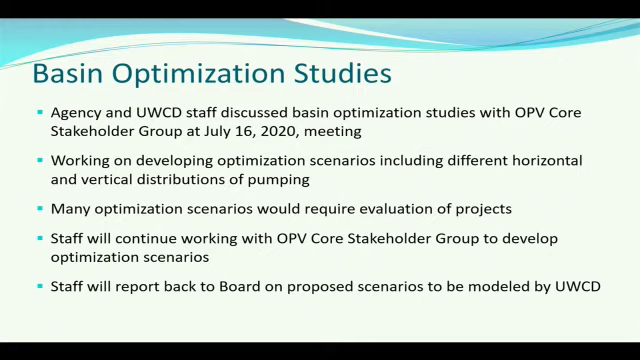 Basin Optimization Studies
Agency and UWCD staff discussed basin optimization studies with OPV Core
Stakeholder Group at July 16, 2020, meeting
Working on developing optimization scenarios including different horizontal
and vertical distributions of pumping
Many optimization scenarios would require evaluation of projects
Staff will continue working with OPV Core Stakeholder Group to develop
optimization scenarios
Staff will report back to Board on proposed scenarios to be modeled by UWCD